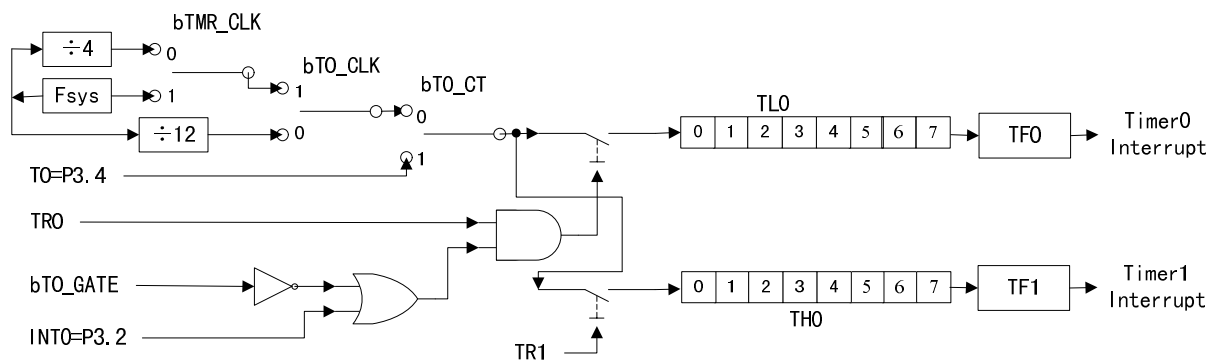 bTMR_CLK
÷4
0
bT0_CLK
Fsys
1
1
bT0_CT
÷12
0
0
TL0
0 1 2 3 4 5 6 7
TF0
Timer0
Interrupt
1
T0=P3.4
TR0
bT0_GATE
0 1 2 3 4 5 6 7
TF1
Timer1
Interrupt
TH0
INT0=P3.2
TR1